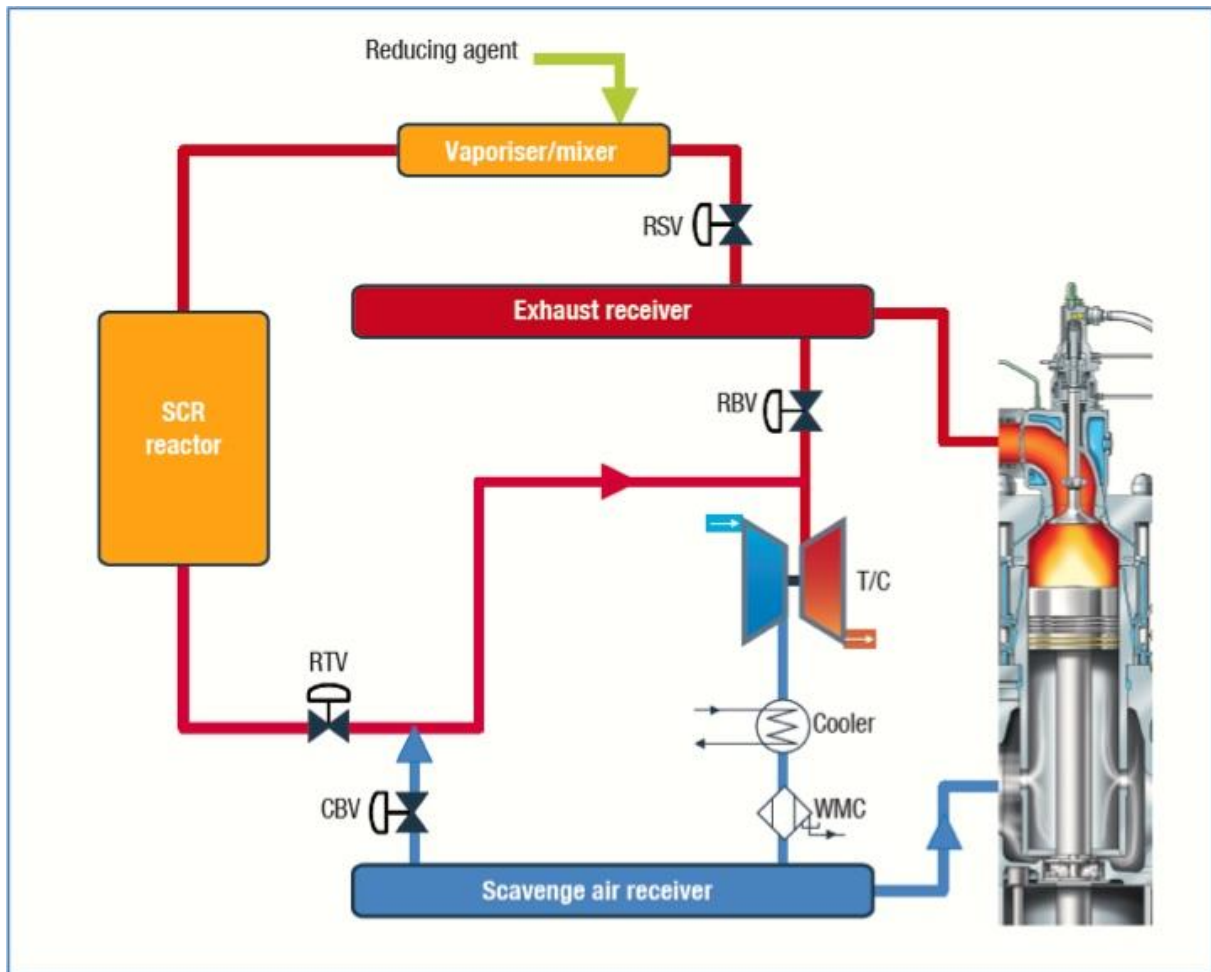 Reducing agent
Vaporiser/mixer
RSV
Exhaust receiver
RBV
SCR
reactor
T/C
RTV
Cooler
CBV
WMC
Scavenge air receiver